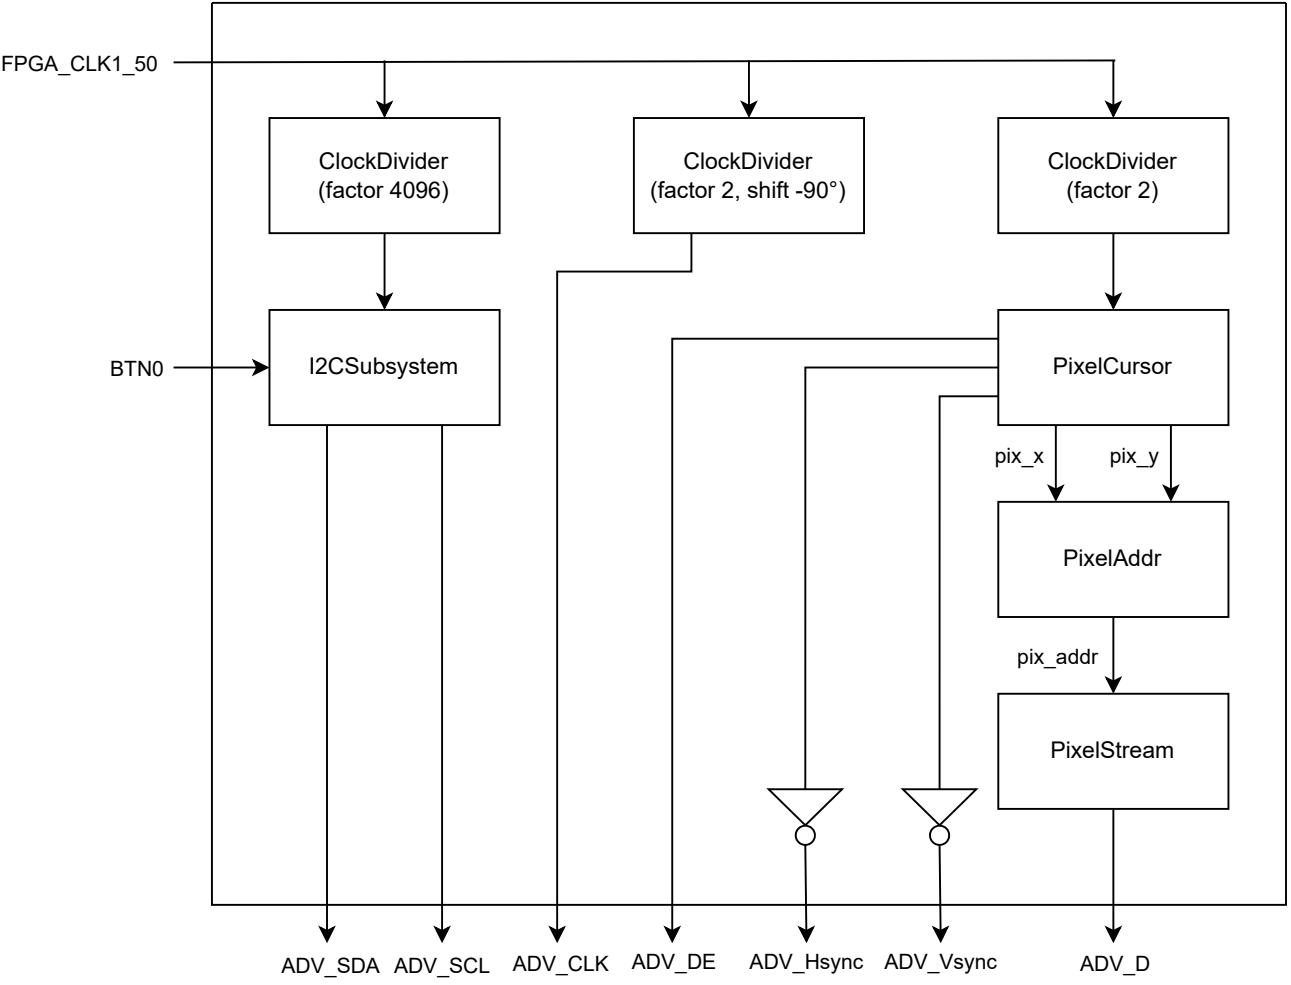 FPGA_CLK1_50
ClockDivider
(factor 4096)
ClockDivider
(factor 2, shift -90°)
ClockDivider
(factor 2)
BTN0
I2CSubsystem
PixelCursor
pix_x
pix_y
PixelAddr
pix_addr
PixelStream
ADV_SDA
ADV_SCL
ADV_CLK
ADV_DE
ADV_Hsync
ADV_Vsync
ADV_D